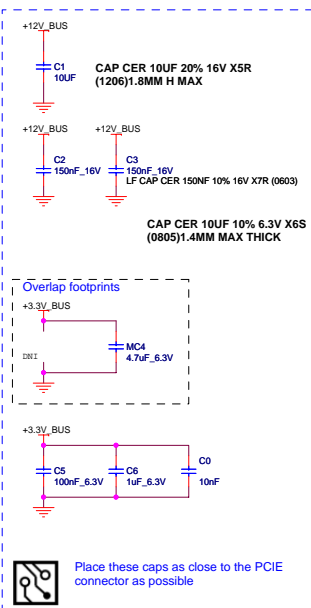 +12V_BUS
C1
10UF
CAP CER 10UF 20% 16V X5R
(1206)1.8MM H MAX
+12V_BUS
+12V_BUS
C2
150nF_16V
C3
150nF_16V
LF CAP CER 150NF 10% 16V X7R (0603)
CAP CER 10UF 10% 6.3V X6S
(0805)1.4MM MAX THICK
Overlap footprints
+3.3V_BUS
DNI
MC4
4.7uF_6.3V
+3.3V_BUS
C5
100nF_6.3V
C6
1uF_6.3V
C0
10nF
Place these caps as close to the PCIE
connector as possible